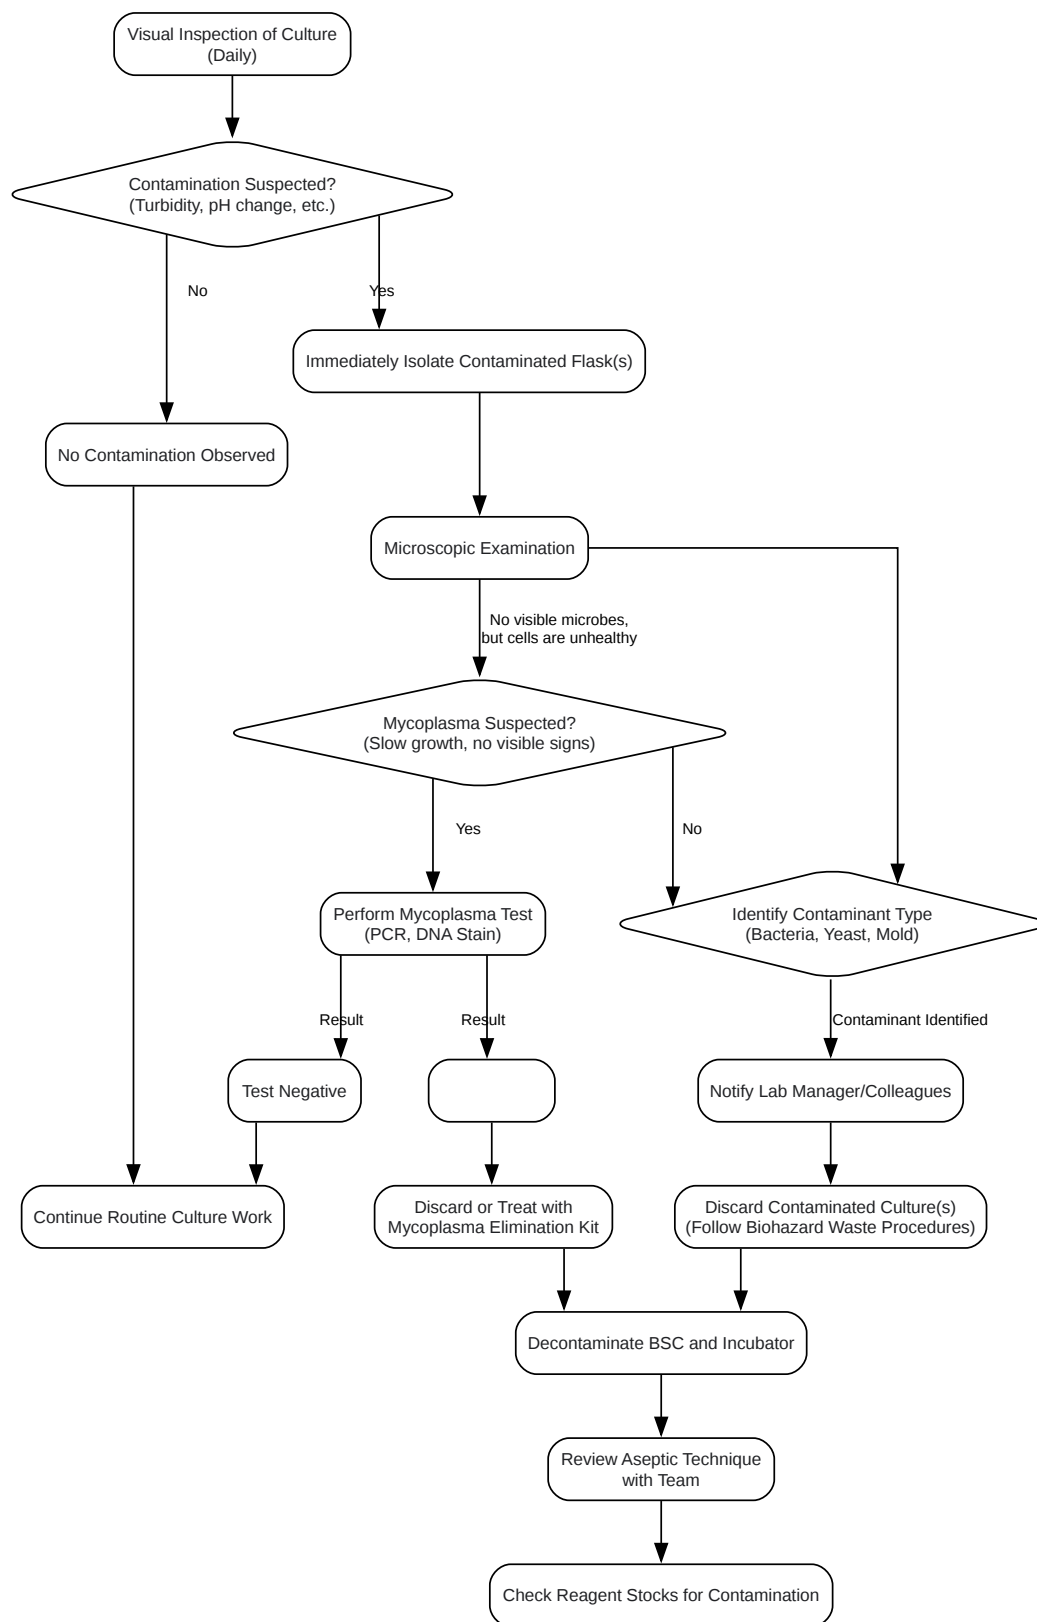 Visual Inspection of Culture
(Daily)
Contamination Suspected?
(Turbidity, pH change, etc.)
No
Yes
Immediately Isolate Contaminated Flask(s)
No Contamination Observed
Microscopic Examination
No visible microbes,
but cells are unhealthy
Mycoplasma Suspected?
(Slow growth, no visible signs)
Yes
No
Perform Mycoplasma Test
(PCR, DNA Stain)
Identify Contaminant Type
(Bacteria, Yeast, Mold)
Result
Result
Contaminant Identified
Test Negative
Notify Lab Manager/Colleagues
Continue Routine Culture Work
Discard or Treat with
Mycoplasma Elimination Kit
Discard Contaminated Culture(s)
(Follow Biohazard Waste Procedures)
Decontaminate BSC and Incubator
Review Aseptic Technique
with Team
Check Reagent Stocks for Contamination